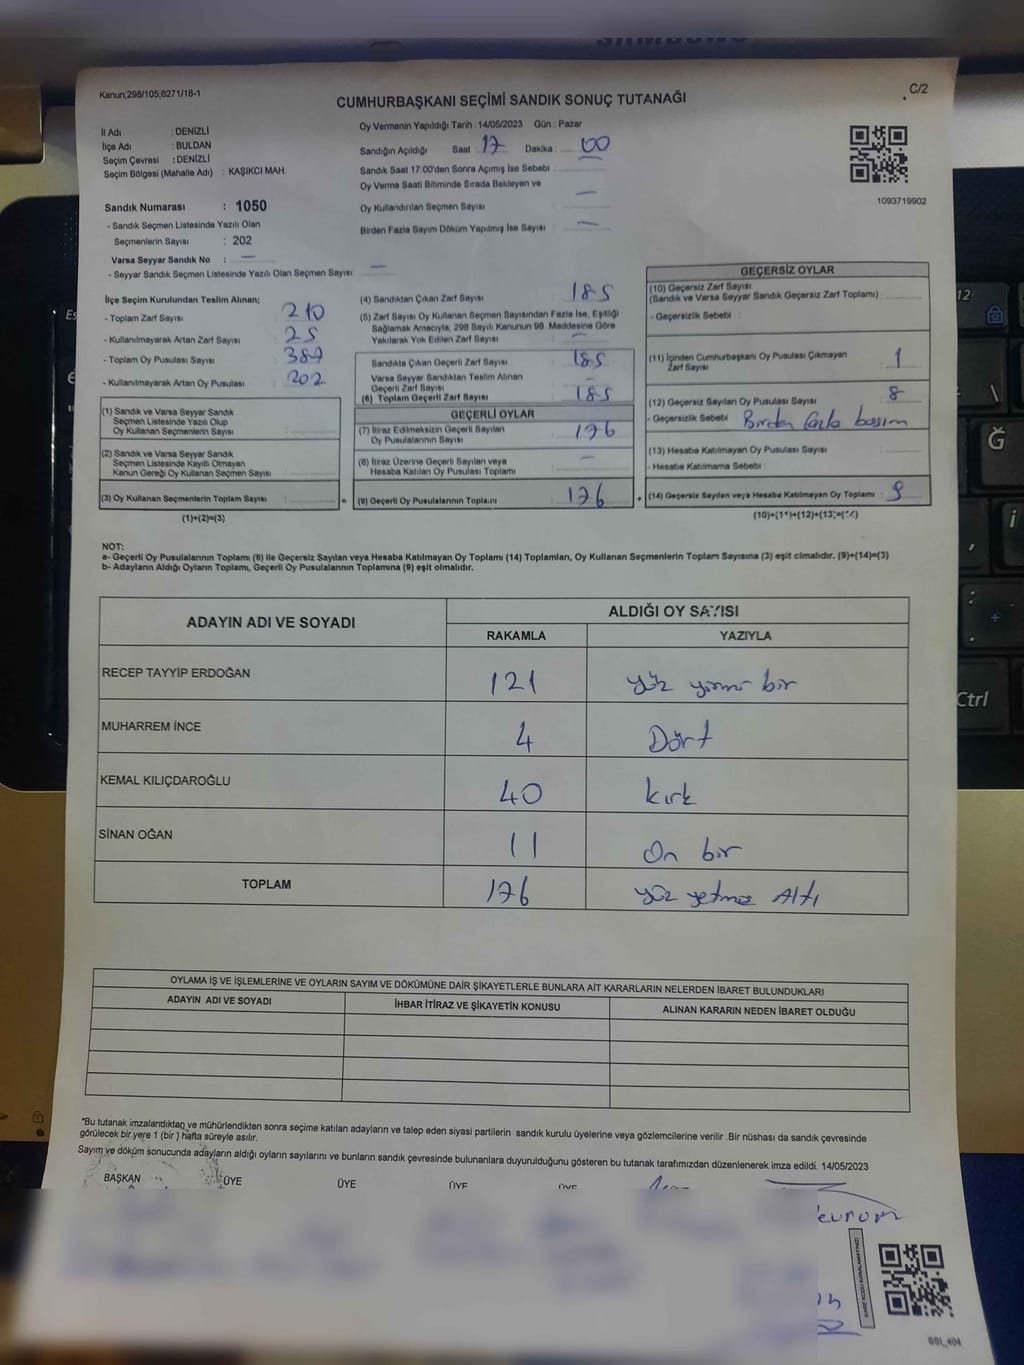 SAMSUNG
Kanun;298/105;6271/18-1
C/2
CUMHURBAŞKANI SEÇİMİ SANDIK SONUÇ TUTANAĞI
İl Adı : DENİZLİ
İlçe Adı : BULDAN
Seçim Çevresi : DENİZLİ
Seçim Bölgesi (Mahalle Adı) : KAŞIKCI MAH.
Sandık Numarası : 1050
- Sandık Seçmen Listesinde Yazılı Olan
Seçmenlerin Sayısı : 202
Varsa Seyyar Sandık No : —
- Seyyar Sandık Seçmen Listesinde Yazılı Olan Seçmen Sayısı —
Oy Vermenin Yapıldığı Tarih :14/05/2023 Gün : Pazar
Sandığın Açıldığı Saat : 17 Dakika : 00
Sandık Saat 17:00'den Sonra Açımış İse Sebebi :
Oy Verme Saati Bitiminde Sırada Bekleyen ve
Oy Kullandırılan Seçmen Sayısı —
Birden Fazla Sayım Döküm Yapılmış İse Sayısı —
1093719902
İlçe Seçim Kurulundan Teslim Alınan;
- Toplam Zarf Sayısı : 210
- Kullanılmayarak Artan Zarf Sayısı : 25
- Toplam Oy Pusulası Sayısı : 387
- Kullanılmayarak Artan Oy Pusulası : 202
(1) Sandık ve Varsa Seyyar Sandık
Seçmen Listesinde Yazılı Olup
Oy Kullanan Seçmenlerin Sayısı :
(2) Sandık ve Varsa Seyyar Sandık
Seçmen Listesinde Kayıtlı Olmayan
Kanun Gereği Oy Kullanan Seçmen Sayısı :
(3) Oy Kullanan Seçmenlerin Toplam Sayısı :
(1)+(2)=(3)
=
(4) Sandıktan Çıkan Zarf Sayısı 185
(5) Zarf Sayısı Oy Kullanan Seçmen Sayısından Fazla İse, Eşitliği
Sağlamak Amacıyla, 298 Sayılı Kanunun 98. Maddesine Göre
Yakılarak Yok Edilen Zarf Sayısı : —
Sandıkta Çıkan Geçerli Zarf Sayısı : 185
Varsa Seyyar Sandıktan Teslim Alınan
Geçerli Zarf Sayısı : —
(6) Toplam Geçerli Zarf Sayısı : 185
GEÇERLİ OYLAR
(7) İtiraz Edilmeksizin Geçerli Sayılan
Oy Pusulalarının Sayısı : 176
(8) İtiraz Üzerine Geçerli Sayılan veya
Hesaba Katılan Oy Pusulası Toplamı : —
(9) Geçerli Oy Pusulalarının Toplamı : 176
+
GEÇERSİZ OYLAR
(10) Geçersiz Zarf Sayısı
(Sandık ve Varsa Seyyar Sandık Geçersiz Zarf Toplamı) :
- Geçersizlik Sebebi :
(11) İçinden Cumhurbaşkanı Oy Pusulası Çıkmayan
Zarf Sayısı : 1
(12) Geçersiz Sayılan Oy Pusulası Sayısı : 8
- Geçersizlik Sebebi : Birden fazla basım
(13) Hesaba Katılmayan Oy Pusulası Sayısı :
- Hesaba Katılmama Sebebi :
(14) Geçersiz Sayılan veya Hesaba Katılmayan Oy Toplamı : 9
(10)+(11)+(12)+(13)=(14)
NOT:
a- Geçerli Oy Pusulalarının Toplamı (9) ile Geçersiz Sayılan veya Hesaba Katılmayan Oy Toplamı (14) Toplamları, Oy Kullanan Seçmenlerin Toplam Sayısına (3) eşit olmalıdır. (9)+(14)=(3)
b- Adayların Aldığı Oyların Toplamı, Geçerli Oy Pusulalarının Toplamına (9) eşit olmalıdır.
ADAYIN ADI VE SOYADI
ALDIĞI OY SAYISI
RAKAMLA YAZIYLA
RECEP TAYYİP ERDOĞAN 121 yüz yirmi bir
MUHARREM İNCE 4 Dört
KEMAL KILIÇDAROĞLU 40 kırk
SİNAN OĞAN 11 On bir
TOPLAM 176 yüz yetmiş Altı
OYLAMA İŞ VE İŞLEMLERİNE VE OYLARIN SAYIM VE DÖKÜMÜNE DAİR ŞİKAYETLERLE BUNLARA AİT KARARLARIN NELERDEN İBARET BULUNDUKLARI
ADAYIN ADI VE SOYADI İHBAR İTİRAZ VE ŞİKAYETİN KONUSU ALINAN KARARIN NEDEN İBARET OLDUĞU
*Bu tutanak imzalandıktan ve mühürlendikten sonra seçime katılan adayların ve talep eden siyasi partilerin sandık kurulu üyelerine veya gözlemcilerine verilir .Bir nüshası da sandık çevresinde
görülecek bir yere 1 (bir ) hafta süreyle asılır.
Sayım ve döküm sonucunda adayların aldığı oyların sayılarını ve bunların sandık çevresinde bulunanlara duyurulduğunu gösteren bu tutanak tarafımızdan düzenlenerek imza edildi. 14/05/2023
BAŞKAN ÜYE ÜYE ÜYE ÜYE
KARE KODU KARALAMAYINIZ!
Esc
12
Ğ
Ctrl